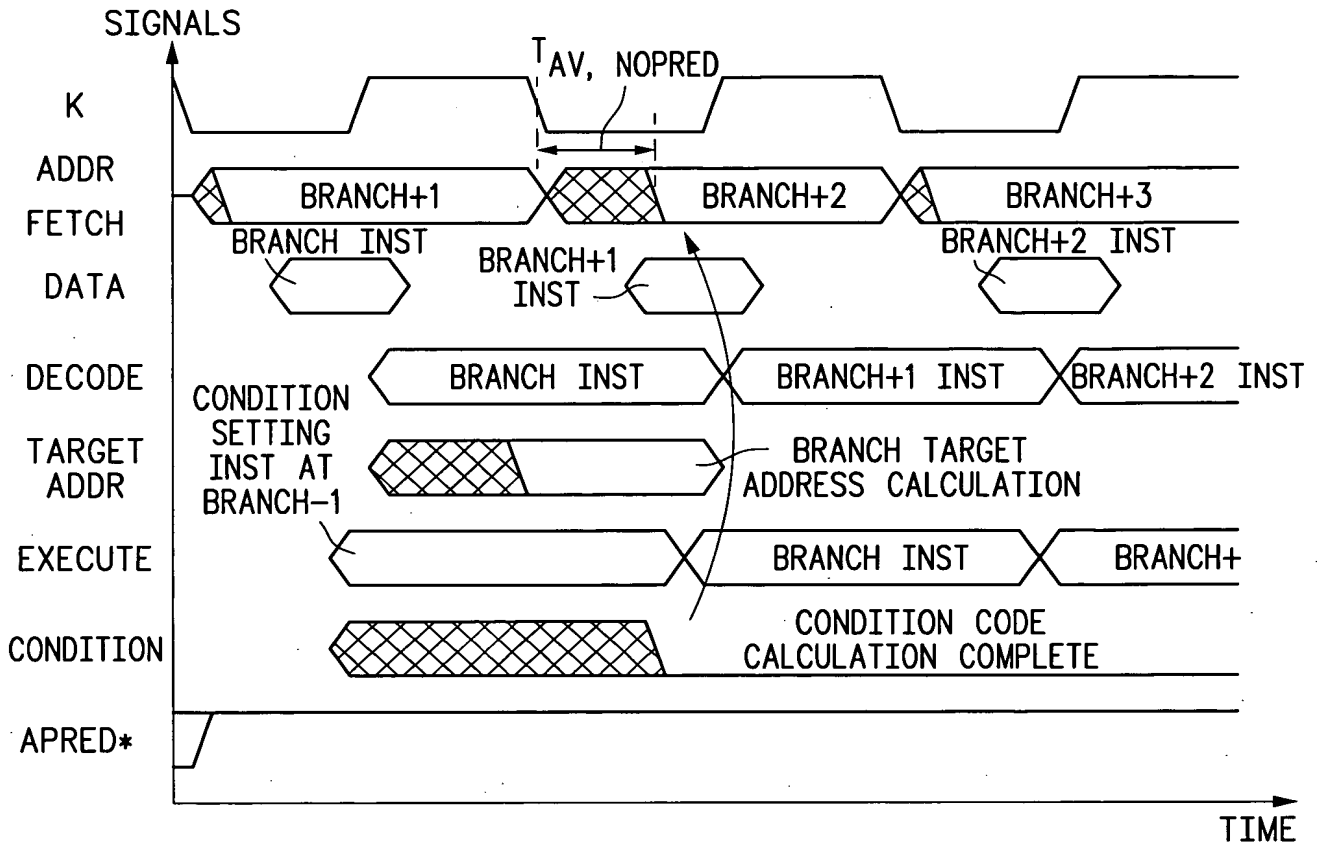 SIGNALS
T AV, NOPRED
K
ADDR
BRANCH+1
BRANCH+2
BRANCH+3
FETCH
BRANCH INST
BRANCH+1
INST
BRANCH+2 INST
DATA
DECODE
BRANCH INST
BRANCH+1 INST
BRANCH+2 INST
CONDITION
SETTING
INST AT
BRANCH-1
TARGET
ADDR
BRANCH TARGET
ADDRESS CALCULATION
EXECUTE
BRANCH INST
BRANCH+
CONDITION
CONDITION CODE
CALCULATION COMPLETE
APRED*
TIME